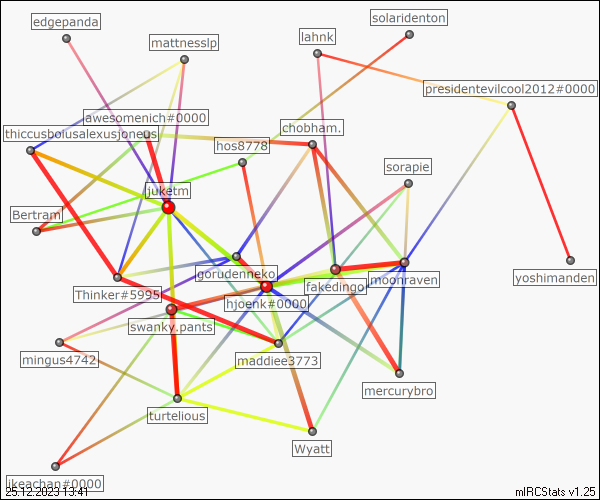 edgepanda
solaridenton
mattnesslp
lahnk
presidentevilcool2012#0000
awesomenich#0000
thiccusbolusalexusjoneus
chobham.
hos8778
sorapie
juketm
Bertram
gorudenneko
fakedingo
moonraven
yoshimanden
Thinker#5995
hjoenk#0000
swanky.pants
mingus4742
maddiee3773
mercurybro
turtelious
Wyatt
ikeachan#0000
25.12.2023 13:41
mIRCStats v1.25